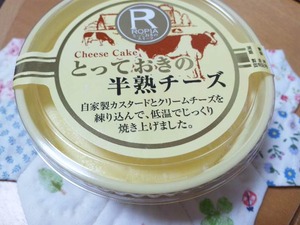 R
ROPIA
Cheese Cake
とっておきの
半熟チーズ
自家製カスタードとクリームチーズを
練り込んで、低温でじっくり
焼き上げました。